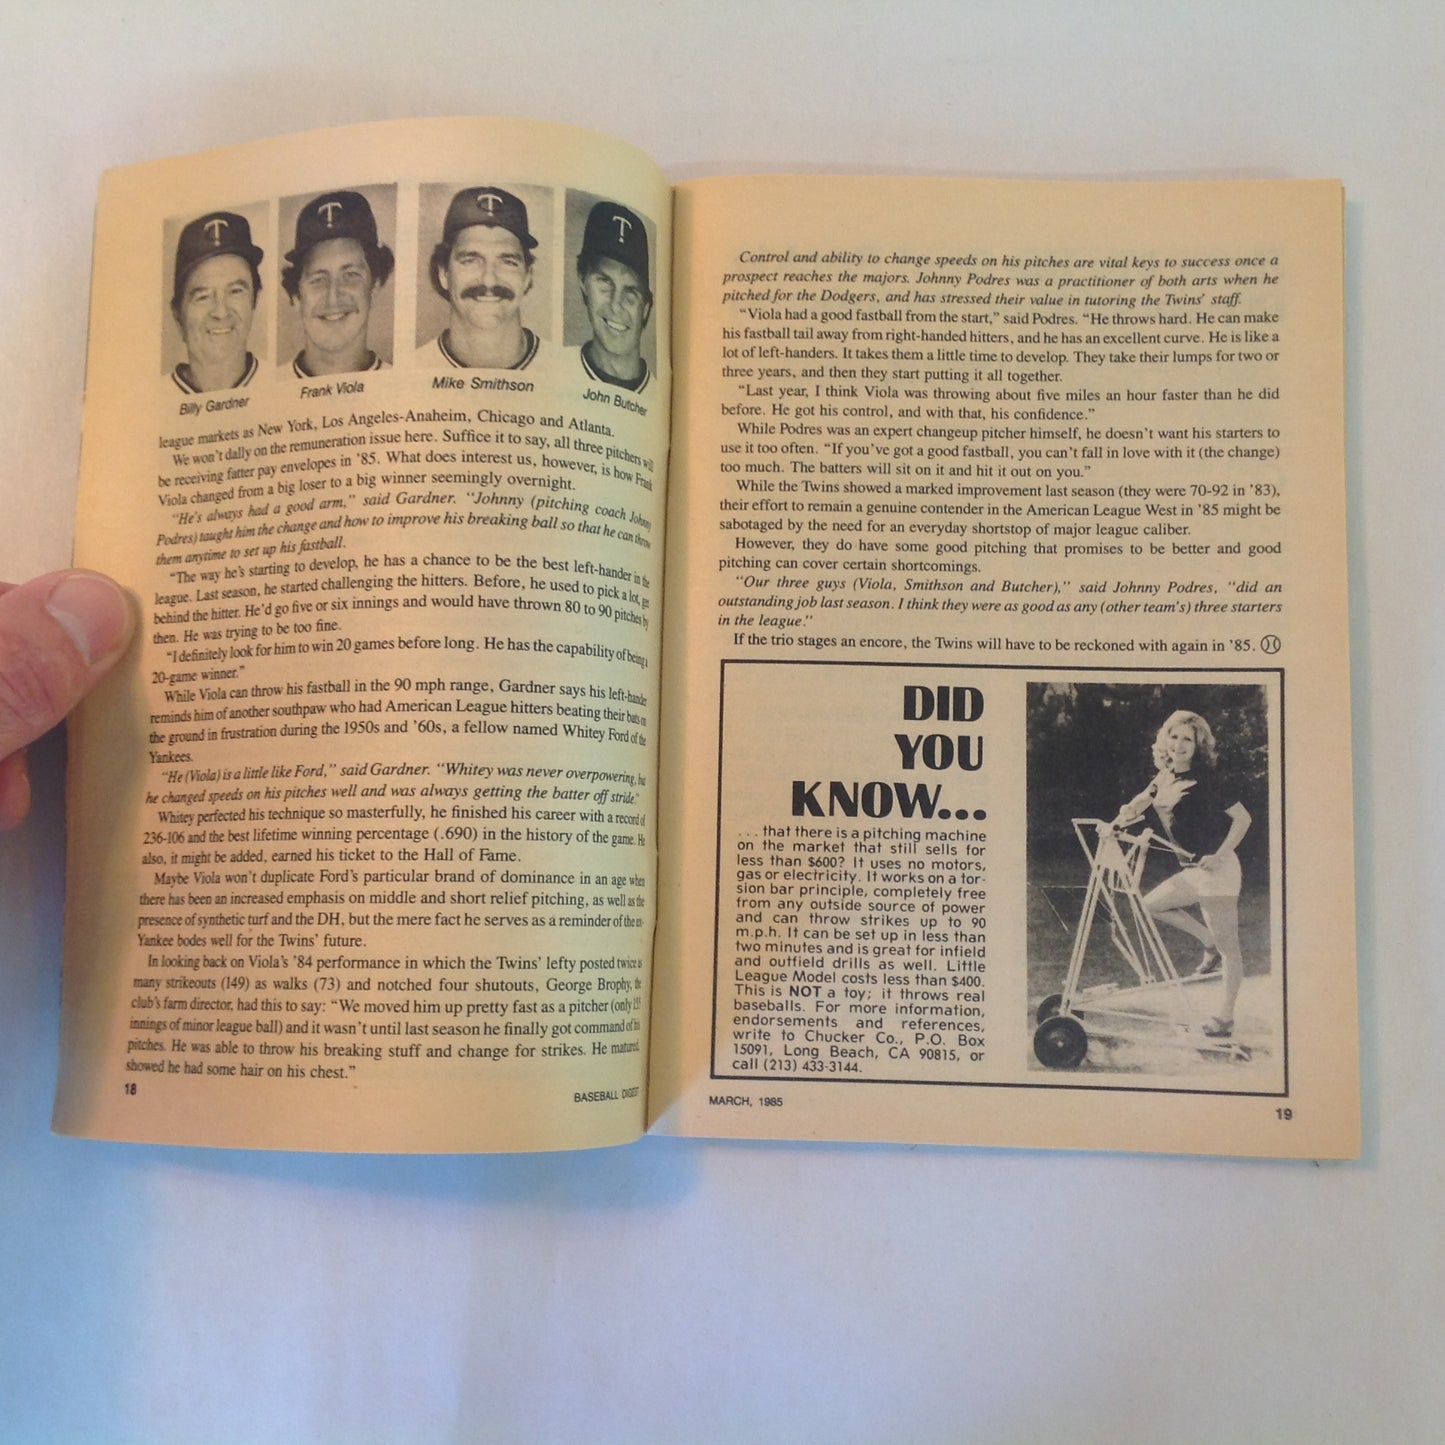 Billy Gardner
Frank Viola
Mike Smithson
John Butcher
league markets as New York, Los Angeles-Anaheim, Chicago and Atlanta.
We won't dally on the remuneration issue here. Suffice it to say, all three pitchers will
be receiving fatter pay envelopes in '85. What does interest us, however, is how Frank
Viola changed from a big loser to a big winner seemingly overnight.
"He's always had a good arm," said Gardner. "Johnny (pitching coach Johnny
Podres) taught him the change and how to improve his breaking ball so that he can throw
them anytime to set up his fastball.
"The way he's starting to develop, he has a chance to be the best left-hander in the
league. Last season, he started challenging the hitters. Before, he used to pick a lot, get
behind the hitter. He'd go five or six innings and would have thrown 80 to 90 pitches by
then. He was trying to be too fine.
"I definitely look for him to win 20 games before long. He has the capability of being a
20-game winner."
While Viola can throw his fastball in the 90 mph range, Gardner says his left-hander
reminds him of another southpaw who had American League hitters beating their bats on
the ground in frustration during the 1950s and '60s, a fellow named Whitey Ford of the
Yankees.
"He (Viola) is a little like Ford," said Gardner. "Whitey was never overpowering, but
he changed speeds on his pitches well and was always getting the batter off stride."
Whitey perfected his technique so masterfully, he finished his career with a record of
236-106 and the best lifetime winning percentage (.690) in the history of the game. He
also, it might be added, earned his ticket to the Hall of Fame.
Maybe Viola won't duplicate Ford's particular brand of dominance in an age when
there has been an increased emphasis on middle and short relief pitching, as well as the
presence of synthetic turf and the DH, but the mere fact he serves as a reminder of the ex-
Yankee bodes well for the Twins' future.
In looking back on Viola's '84 performance in which the Twins' lefty posted twice as
many strikeouts (149) as walks (73) and notched four shutouts, George Brophy, the
club's farm director, had this to say: "We moved him up pretty fast as a pitcher (only
innings of minor league ball) and it wasn't until last season he finally got command of his
pitches. He was able to throw his breaking stuff and change for strikes. He matured,
showed he had some hair on his chest."
18
BASEBALL DIGEST
Control and ability to change speeds on his pitches are vital keys to success once a
prospect reaches the majors. Johnny Podres was a practitioner of both arts when he
pitched for the Dodgers, and has stressed their value in tutoring the Twins' staff.
"Viola had a good fastball from the start," said Podres. "He throws hard. He can make
his fastball tail away from right-handed hitters, and he has an excellent curve. He is like a
lot of left-handers. It takes them a little time to develop. They take their lumps for two or
three years, and then they start putting it all together.
"Last year, I think Viola was throwing about five miles an hour faster than he did
before. He got his control, and with that, his confidence."
While Podres was an expert changeup pitcher himself, he doesn't want his starters to
use it too often. "If you've got a good fastball, you can't fall in love with it (the change)
too much. The batters will sit on it and hit it out on you."
While the Twins showed a marked improvement last season (they were 70-92 in '83),
their effort to remain a genuine contender in the American League West in '85 might be
sabotaged by the need for an everyday shortstop of major league caliber.
However, they do have some good pitching that promises to be better and good
pitching can cover certain shortcomings.
"Our three guys (Viola, Smithson and Butcher)," said Johnny Podres, "did an
outstanding job last season. I think they were as good as any (other team's) three starters
in the league."
If the trio stages an encore, the Twins will have to be reckoned with again in '85.
DID
YOU
KNOW...
... that there is a pitching machine
on the market that still sells for
less than $600? It uses no motors,
gas or electricity. It works on a tor-
sion bar principle, completely free
from any outside source of power
and can throw strikes up to 90
m.p.h. It can be set up in less than
two minutes and is great for infield
and outfield drills as well. Little
League Model costs less than $400.
This is NOT a toy; it throws real
baseballs. For more information,
endorsements and references,
write to Chucker Co., P.O. Box
15091, Long Beach, CA 90815, or
call (213) 433-3144.
MARCH, 1985
19